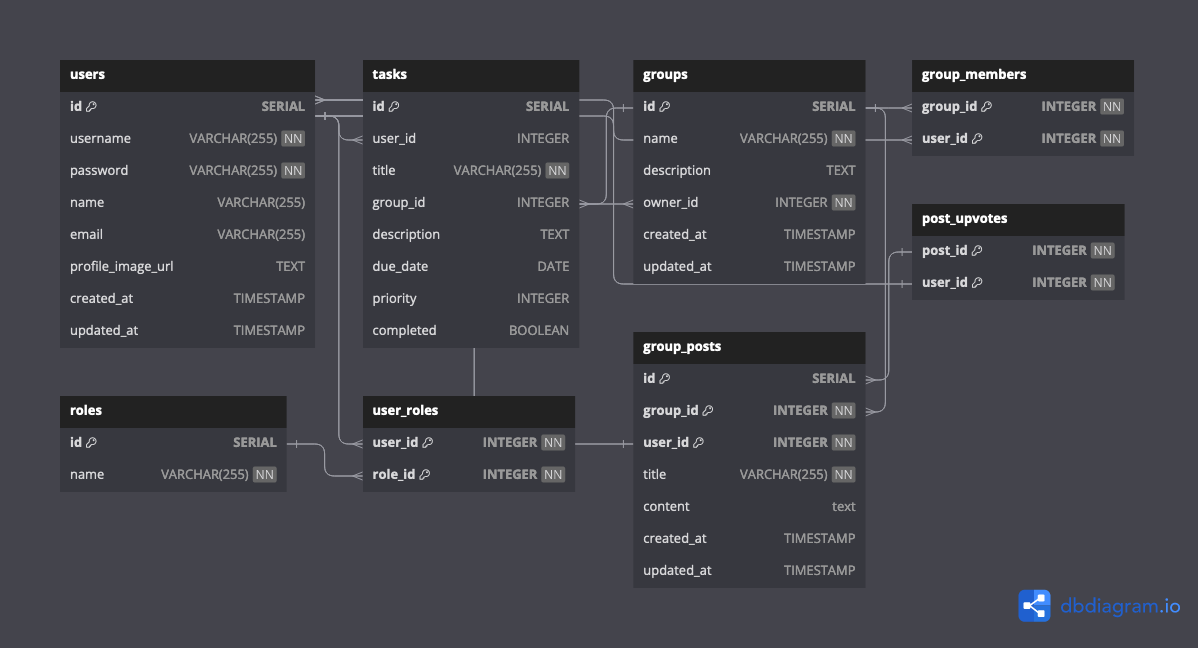 users
id SERIAL
username VARCHAR(255) NN
password VARCHAR(255) NN
name VARCHAR(255)
email VARCHAR(255)
profile_image_url TEXT
created_at TIMESTAMP
updated_at TIMESTAMP
tasks
id SERIAL
user_id INTEGER
title VARCHAR(255) NN
group_id INTEGER
description TEXT
due_date DATE
priority INTEGER
completed BOOLEAN
groups
id SERIAL
name VARCHAR(255) NN
description TEXT
owner_id INTEGER NN
created_at TIMESTAMP
updated_at TIMESTAMP
group_members
group_id INTEGER NN
user_id INTEGER NN
post_upvotes
post_id INTEGER NN
user_id INTEGER NN
roles
id SERIAL
name VARCHAR(255) NN
user_roles
user_id INTEGER NN
role_id INTEGER NN
group_posts
id SERIAL
group_id INTEGER NN
user_id INTEGER NN
title VARCHAR(255) NN
content text
created_at TIMESTAMP
updated_at TIMESTAMP
dbdiagram.io